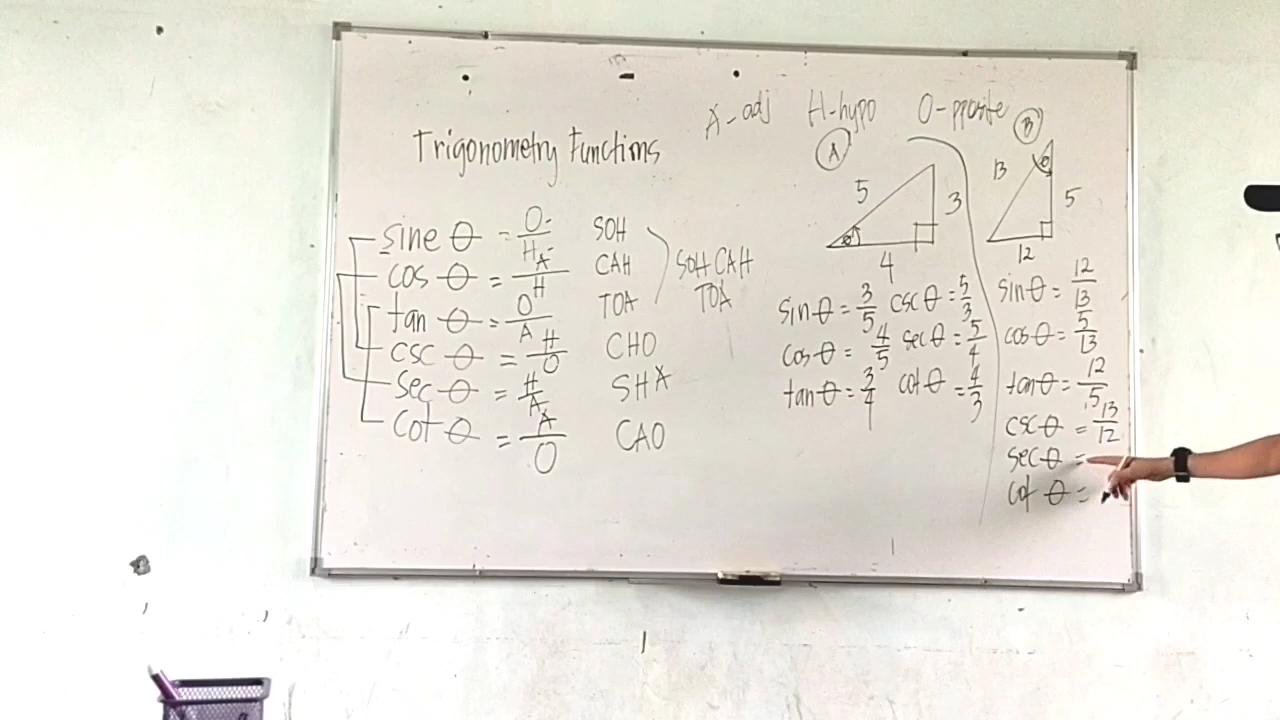 A-adj H-hypo O-pposite
Trigonometry Functions
sine θ = O/H SOH
cos θ = A/H CAH
tan θ = O/A TOA
SOH CAH
TOA
csc θ = H/O CHO
sec θ = H/A SHA
cot θ = A/O CAO
A
5
3
θ
4
sin θ = 3/5 csc θ = 5/3
cos θ = 4/5 sec θ = 5/4
tan θ = 3/4 cot θ = 4/3
B
13
θ
5
12
sin θ = 12/13
cos θ = 5/13
tan θ = 12/5
csc θ = 13/12
sec θ =
cot θ =